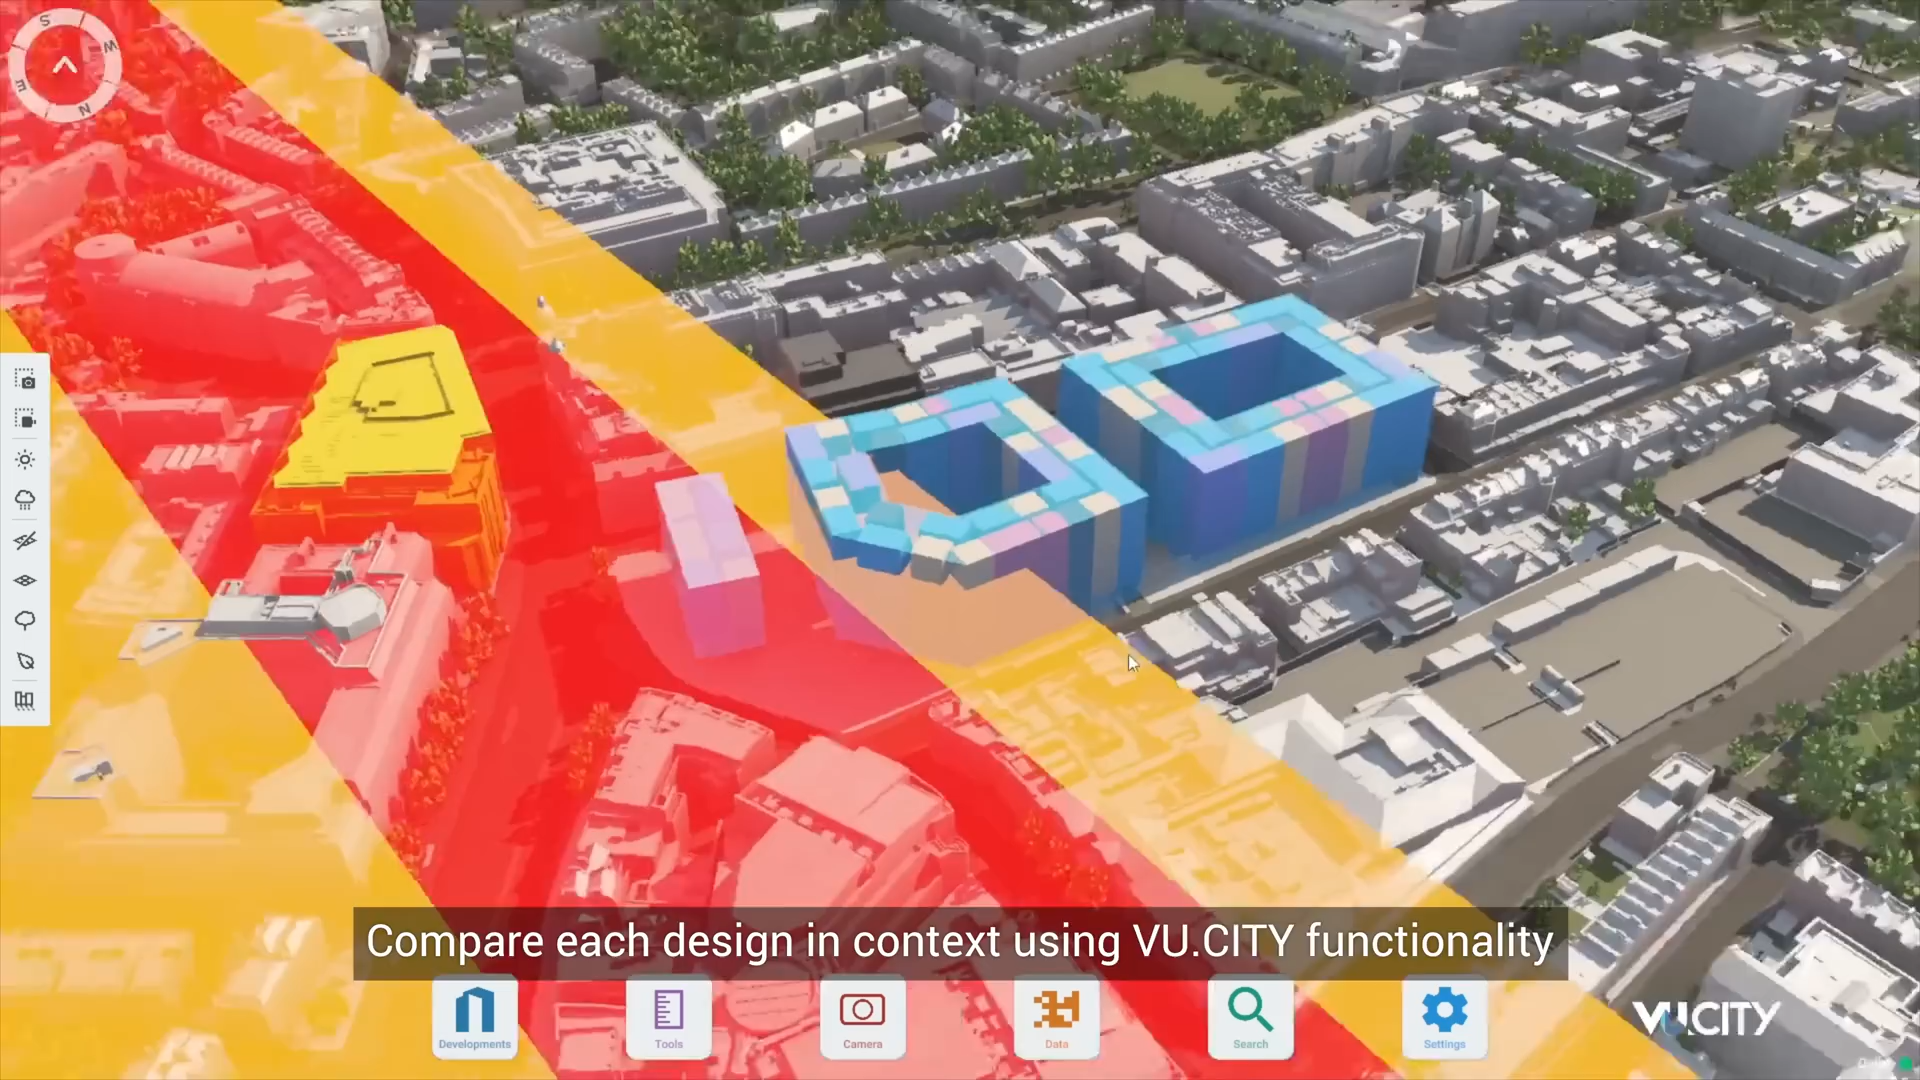 S
W
E
N
Compare each design in context using VU.CITY functionality
Developments
Tools
Camera
Data
Search
Settings
VU.CITY